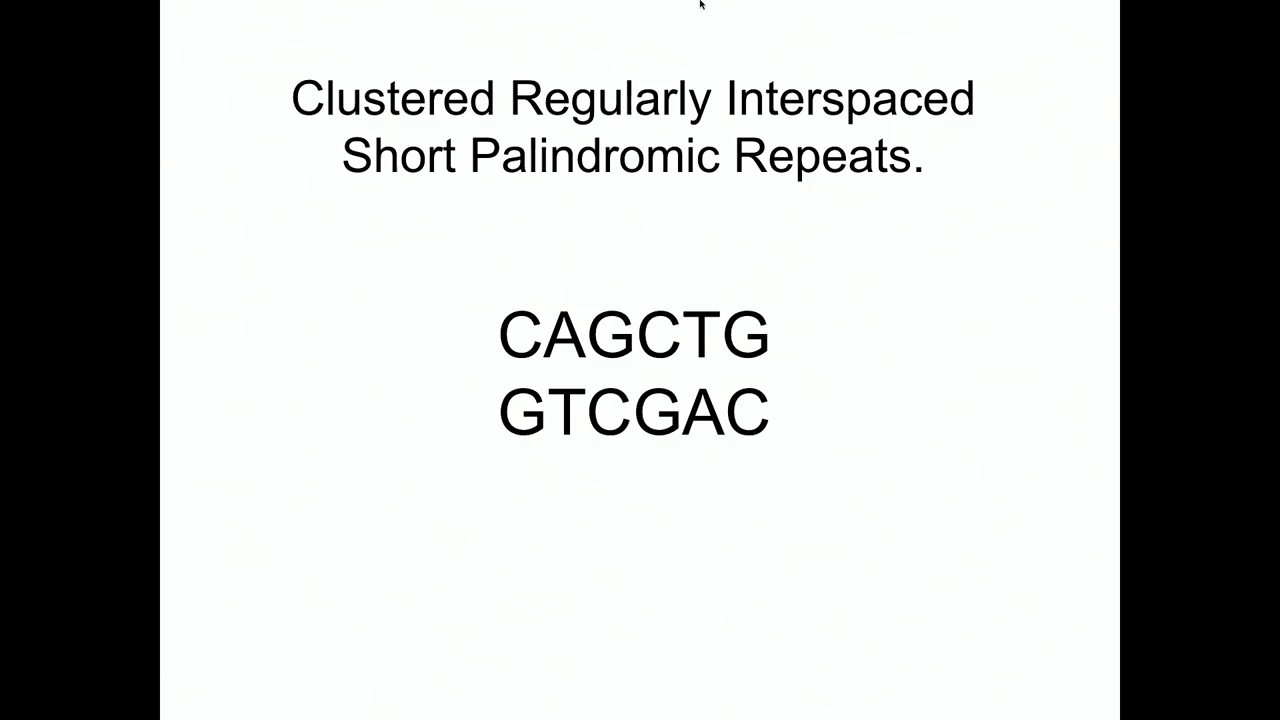 Clustered Regularly Interspaced
Short Palindromic Repeats.
CAGCTG
GTCGAC